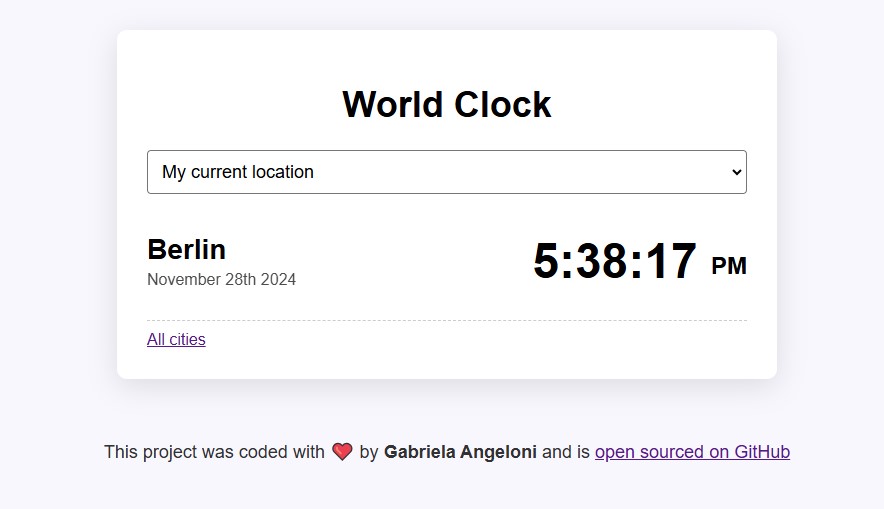 World Clock
My current location
Berlin
5:38:17 PM
November 28th 2024
All cities
This project was coded with ❤️ by Gabriela Angeloni and is open sourced on GitHub